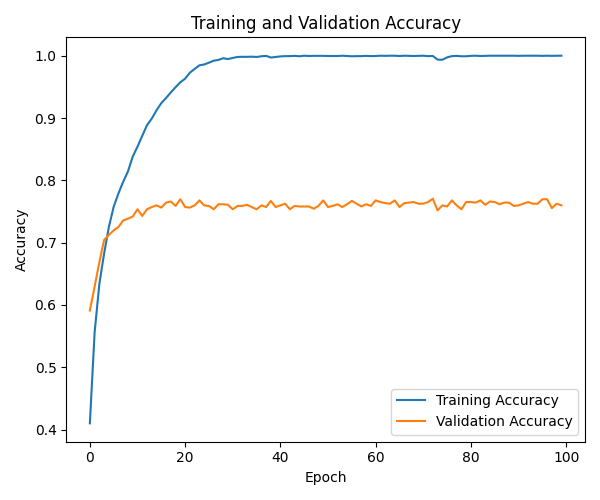 Training and Validation Accuracy
Accuracy
1.0
0.9
0.8
0.7
0.6
0.5
0.4
0
20
40
60
80
100
Epoch
Training Accuracy
Validation Accuracy